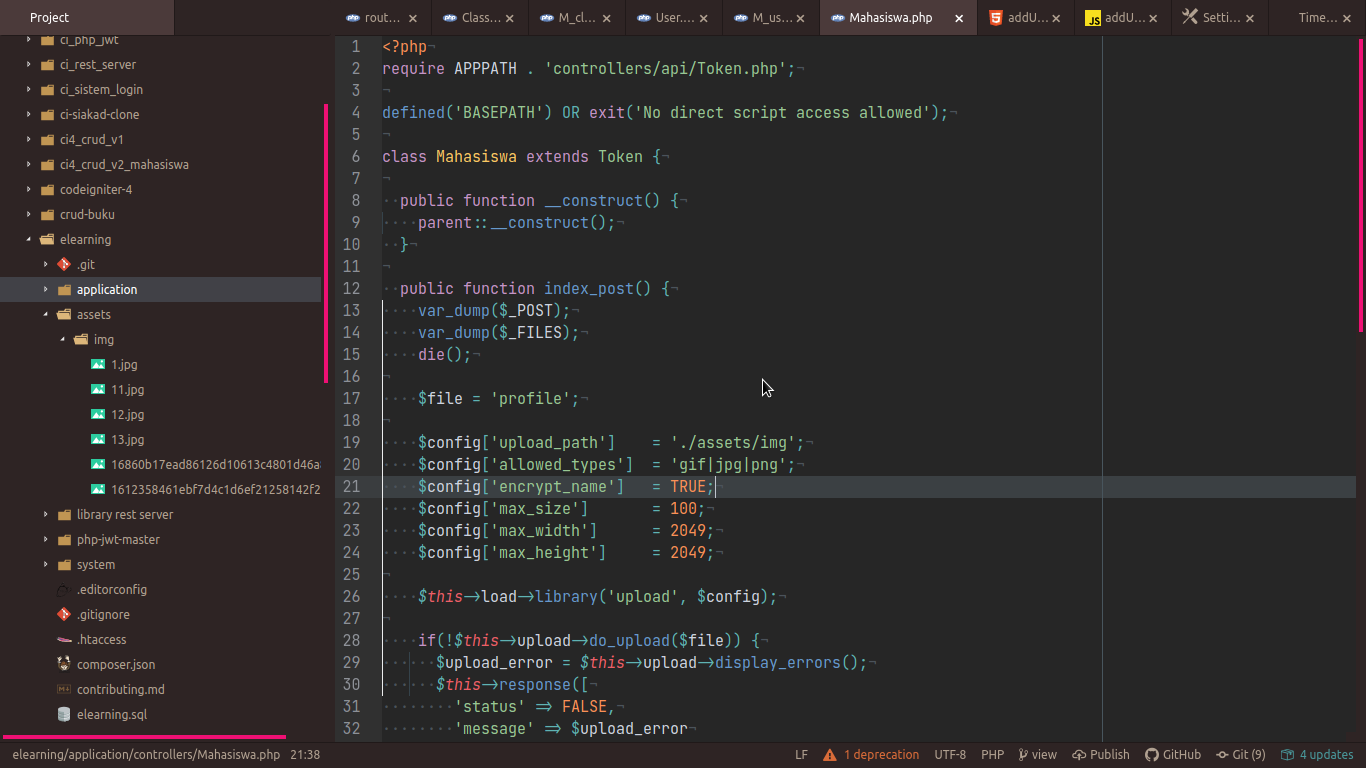 Project
rout...
Class...
M_cl...
User....
M_us...
Mahasiswa.php
addU...
addU...
Setti...
Time...
ci_php_jwt
ci_rest_server
ci_sistem_login
ci-siakad-clone
ci4_crud_v1
ci4_crud_v2_mahasiswa
codeigniter-4
crud-buku
elearning
.git
application
assets
img
1.jpg
11.jpg
12.jpg
13.jpg
16860b17ead86126d10613c4801d46a
1612358461ebf7d4c1d6ef21258142f2
library rest server
php-jwt-master
system
.editorconfig
.gitignore
.htaccess
composer.json
contributing.md
elearning.sql
1 <?php
2 require APPPATH . 'controllers/api/Token.php';
3
4 defined('BASEPATH') OR exit('No direct script access allowed');
5
6 class Mahasiswa extends Token {
7
8 public function __construct() {
9 parent::__construct();
10 }
11
12 public function index_post() {
13 var_dump($_POST);
14 var_dump($_FILES);
15 die();
16
17 $file = 'profile';
18
19 $config['upload_path'] = './assets/img';
20 $config['allowed_types'] = 'gif|jpg|png';
21 $config['encrypt_name'] = TRUE;
22 $config['max_size'] = 100;
23 $config['max_width'] = 2049;
24 $config['max_height'] = 2049;
25
26 $this->load->library('upload', $config);
27
28 if(!$this->upload->do_upload($file)) {
29 $upload_error = $this->upload->display_errors();
30 $this->response([
31 'status' => FALSE,
32 'message' => $upload_error
elearning/application/controllers/Mahasiswa.php 21:38
LF 1 deprecation UTF-8 PHP view Publish GitHub Git (9) 4 updates